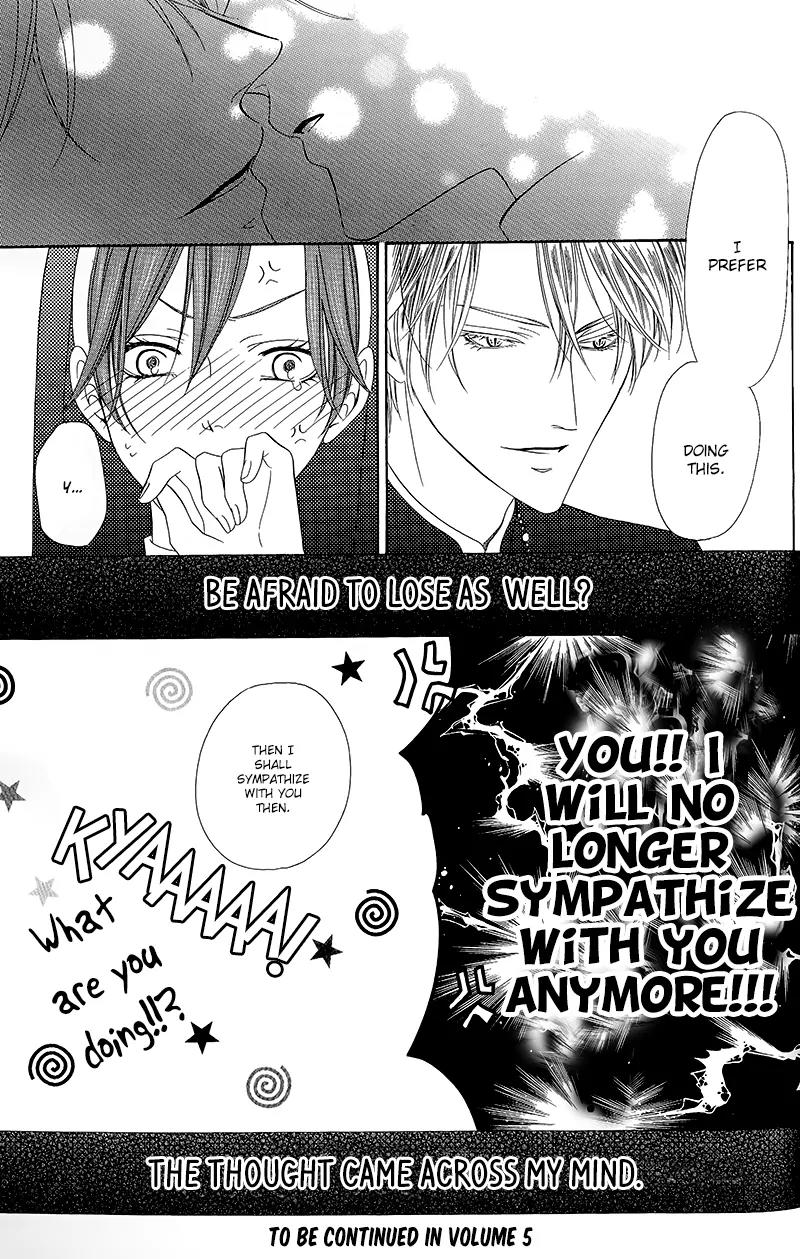 I
PREFER
DOING
THIS.
Y...
BE AFRAID TO LOSE AS WELL?
YOU!! I
WILL NO
LONGER
SYMPATHIZE
WITH YOU
ANYMORE!!!
THEN I
SHALL
SYMPATHIZE
WITH YOU
THEN.
KYAAAAAA!
What
are you
doing!!?
THE THOUGHT CAME ACROSS MY MIND.
TO BE CONTINUED IN VOLUME 5